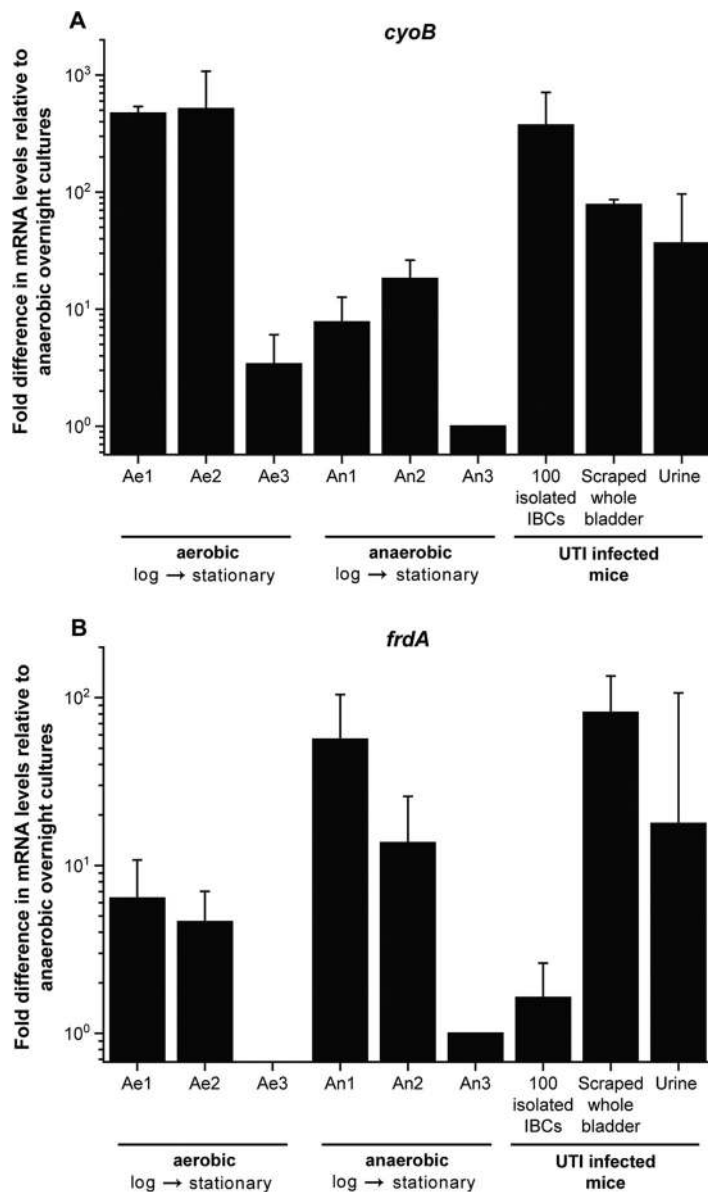 A
cyoB
Fold difference in mRNA levels relative to
anaerobic overnight cultures
10³
10²
10¹
10⁰
Ae1 Ae2 Ae3 An1 An2 An3 100 Scraped Urine
isolated whole
IBCs bladder
aerobic anaerobic UTI infected
log → stationary log → stationary mice
B
frdA
Fold difference in mRNA levels relative to
anaerobic overnight cultures
10²
10¹
10⁰
Ae1 Ae2 Ae3 An1 An2 An3 100 Scraped Urine
isolated whole
IBCs bladder
aerobic anaerobic UTI infected
log → stationary log → stationary mice